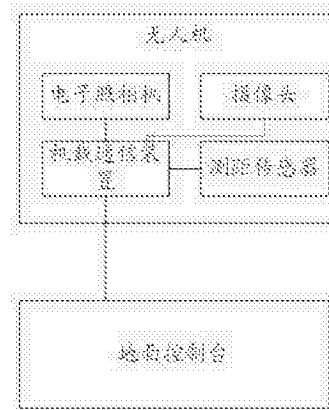 无人机
电子照相机
摄像头
机载通信装
置
测距传感器
地面控制台